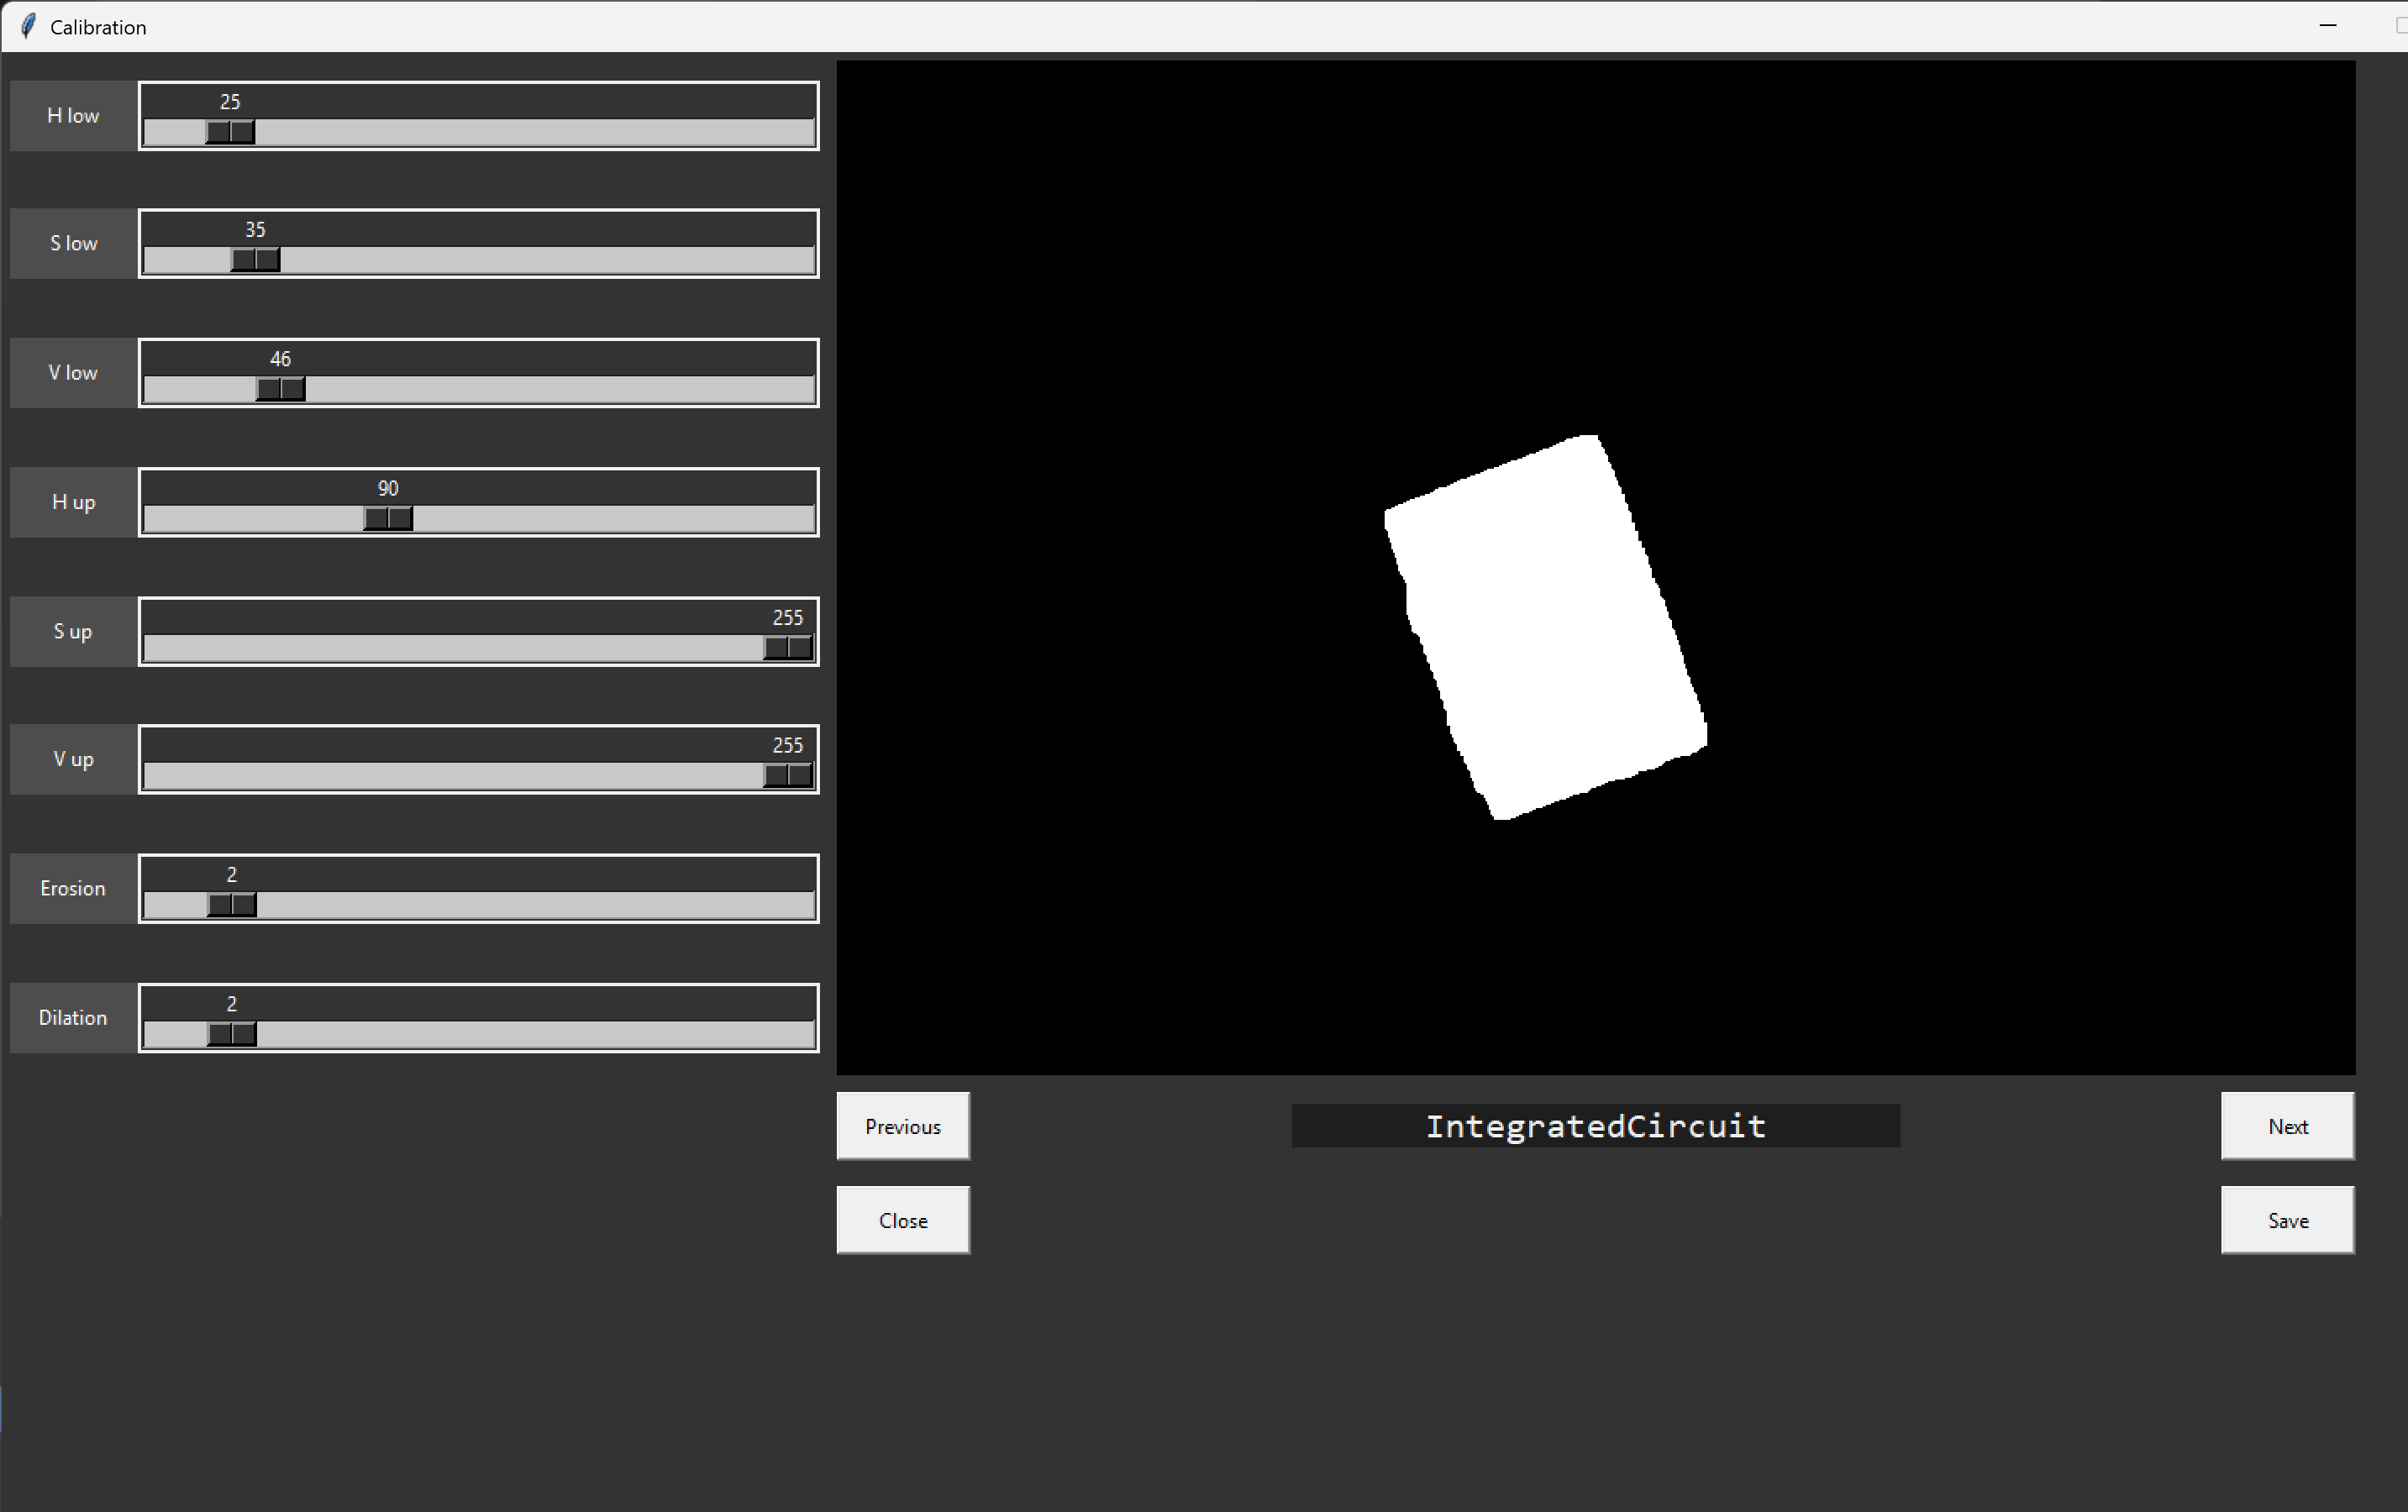 Calibration
H low
25
S low
35
V low
46
H up
90
S up
255
V up
255
Erosion
2
Dilation
2
Previous
IntegratedCircuit
Next
Close
Save